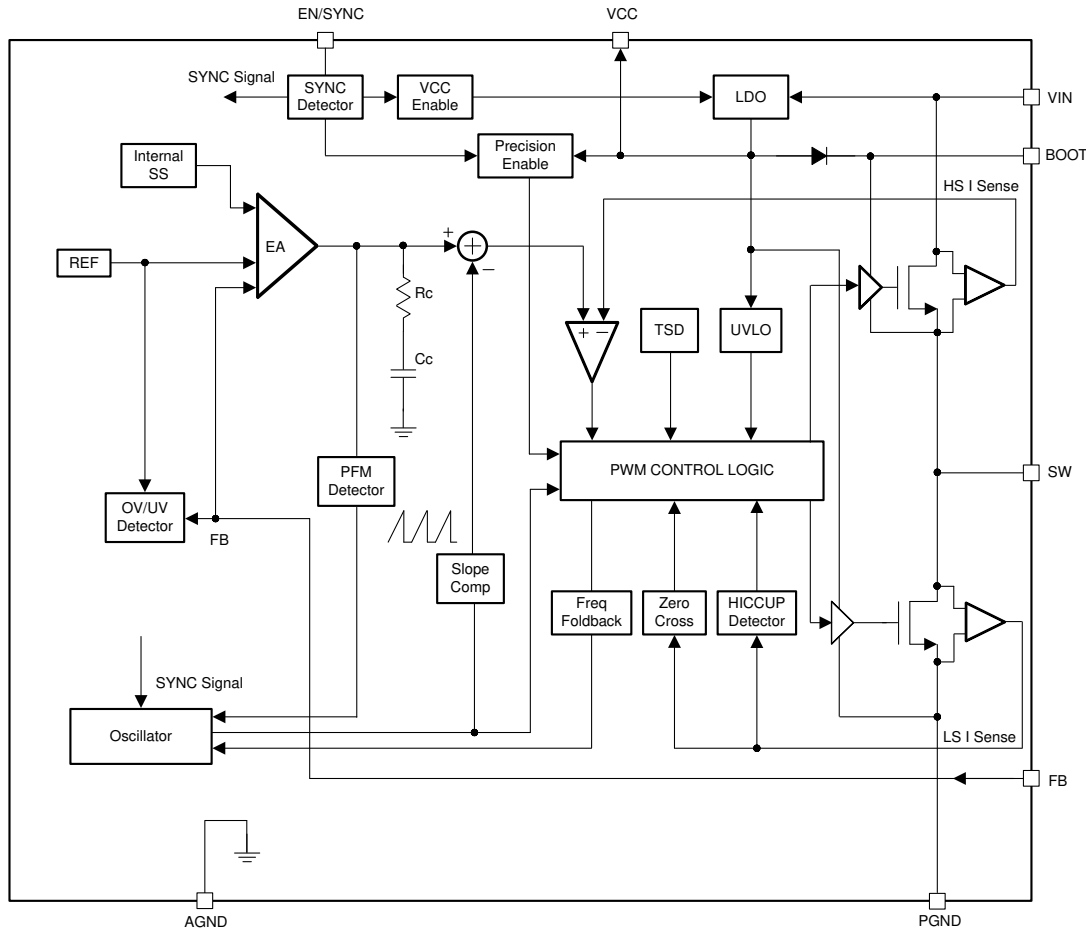 EN/SYNC
VCC
SYNC Signal
SYNC
Detector
VCC
Enable
LDO
VIN
Internal
SS
Precision
Enable
BOOT
HS I Sense
+
EA
+
−
REF
Rc
+ −
TSD
UVLO
Cc
PFM
Detector
PWM CONTROL LOGIC
SW
OV/UV
Detector
FB
Slope
Comp
Freq
Foldback
Zero
Cross
HICCUP
Detector
SYNC Signal
Oscillator
LS I Sense
FB
AGND
PGND